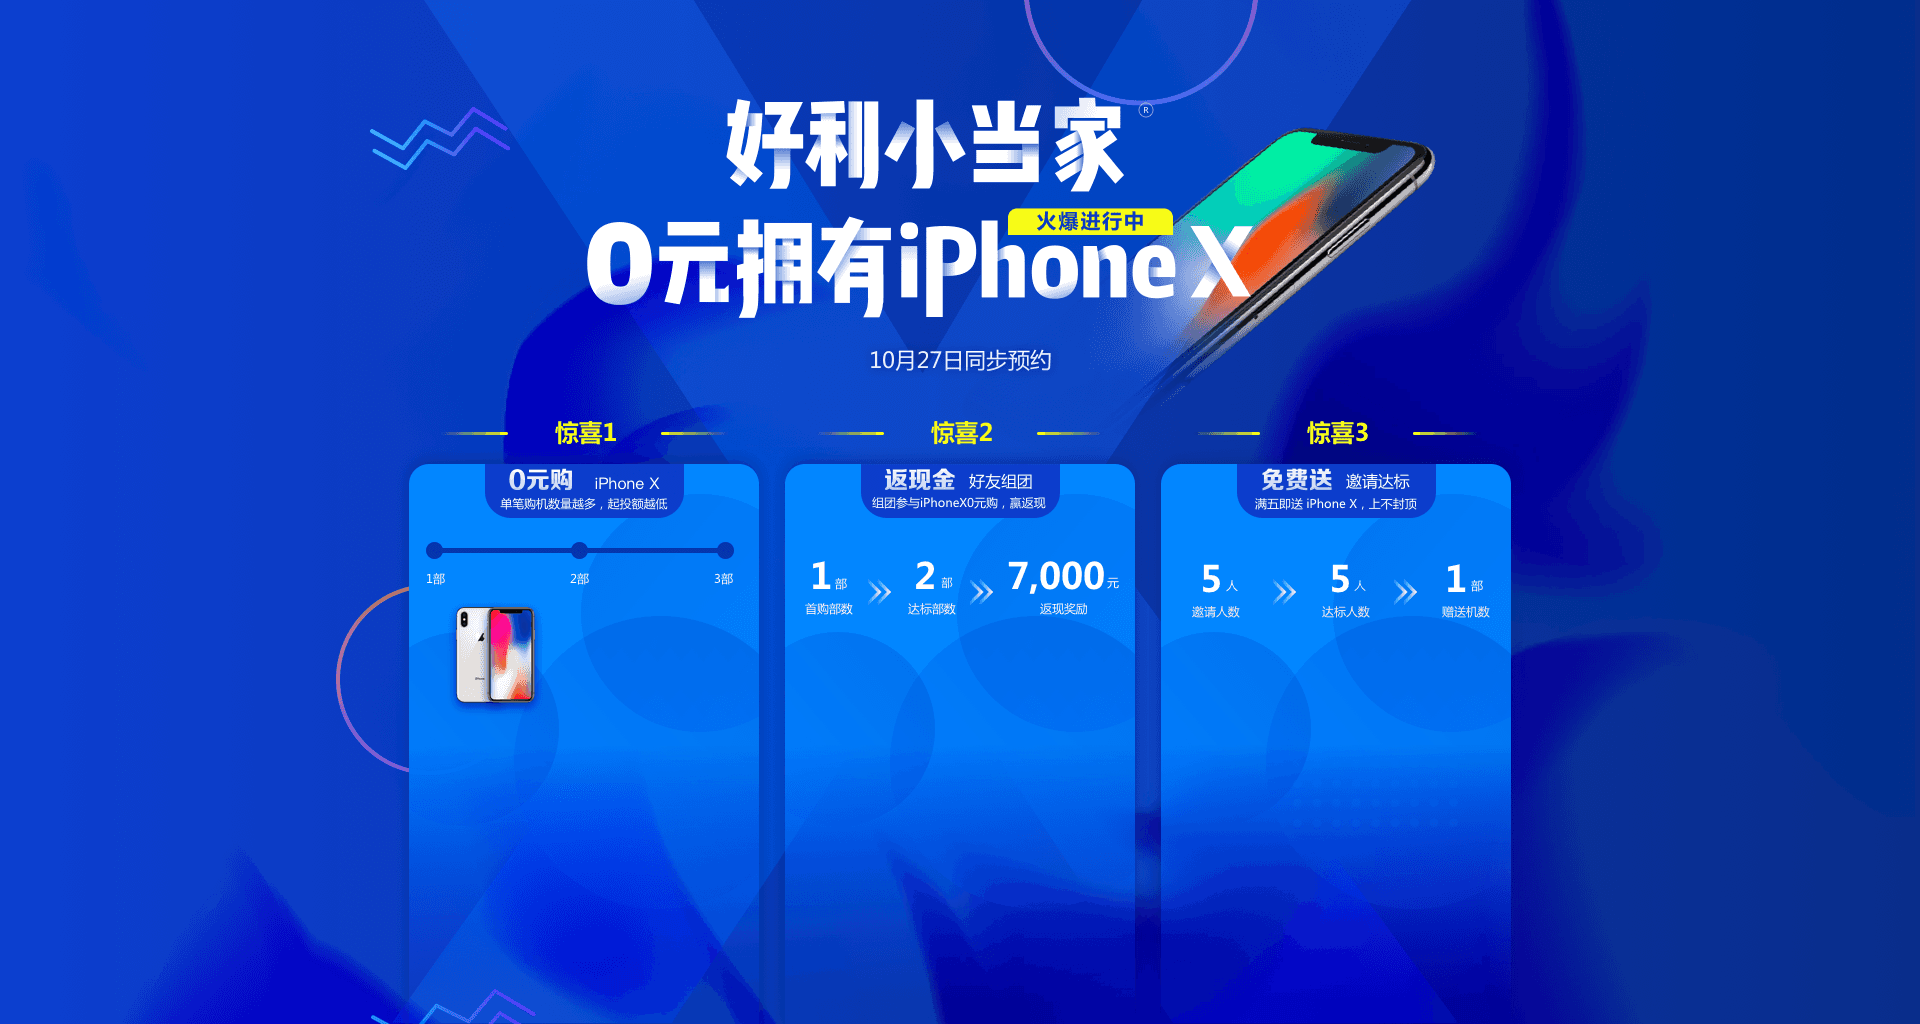 好利小当家 ®
火爆进行中
0元拥有iPhone X
10月27日同步预约
惊喜1
0元购 iPhone X
单笔购机数量越多，起投额越低
1部 2部 3部
惊喜2
返现金 好友组团
组团参与iPhoneX0元购，赢返现
1部 2部 7,000元
首购部数 达标部数 返现奖励
惊喜3
免费送 邀请达标
满五即送 iPhone X，上不封顶
5人 5人 1部
邀请人数 达标人数 赠送机数